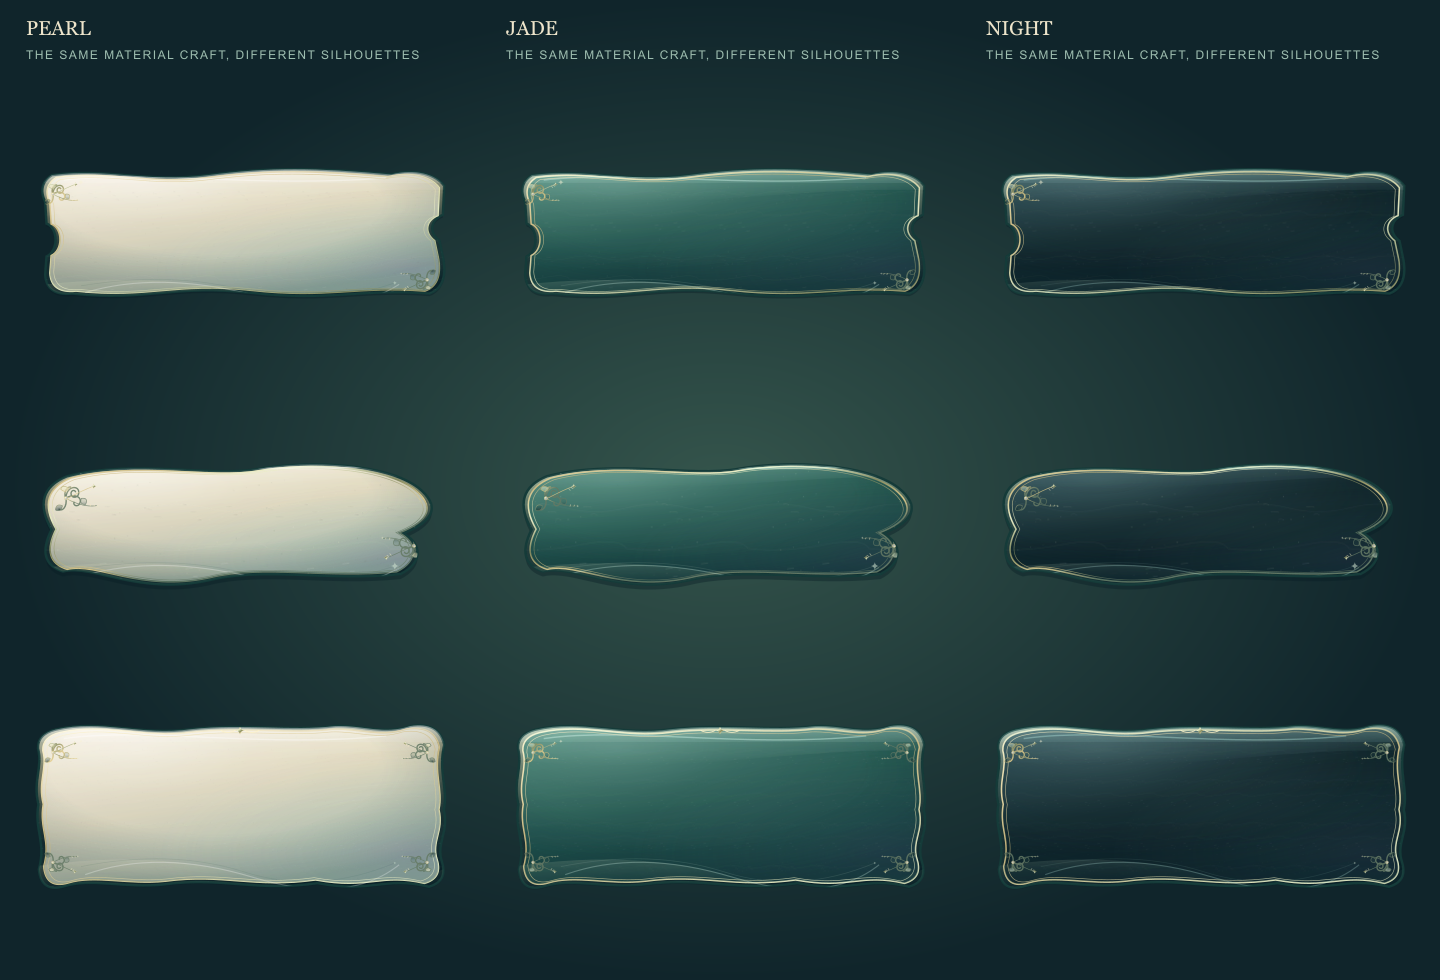 PEARL
THE SAME MATERIAL CRAFT, DIFFERENT SILHOUETTES
JADE
THE SAME MATERIAL CRAFT, DIFFERENT SILHOUETTES
NIGHT
THE SAME MATERIAL CRAFT, DIFFERENT SILHOUETTES